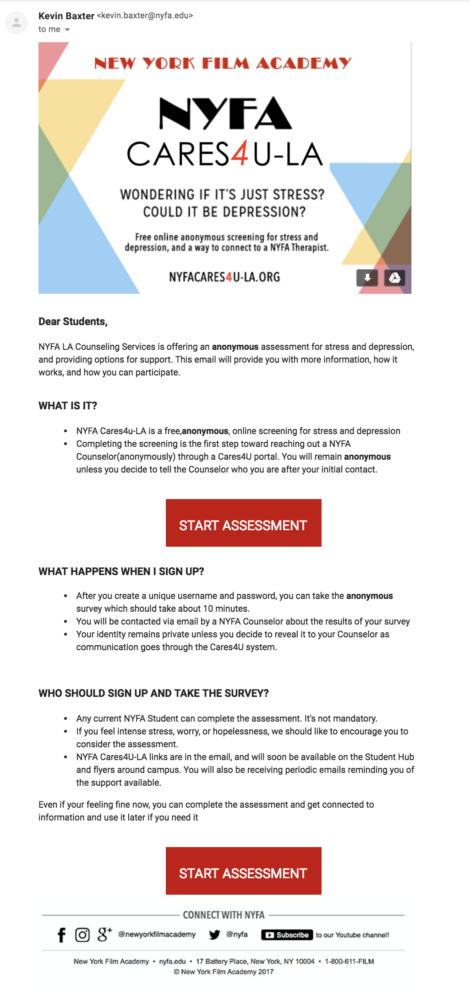 Kevin Baxter <kevin.baxter@nyfa.edu>
to me
NEW YORK FILM ACADEMY
NYFA
CARES4U-LA
WONDERING IF IT'S JUST STRESS?
COULD IT BE DEPRESSION?
Free online anonymous screening for stress and
depression, and a way to connect to a NYFA Therapist.
NYFACARES4U-LA.ORG
Dear Students,
NYFA LA Counseling Services is offering an anonymous assessment for stress and depression,
and providing options for support. This email will provide you with more information, how it
works, and how you can participate.
WHAT IS IT?
• NYFA Cares4u-LA is a free,anonymous, online screening for stress and depression
• Completing the screening is the first step toward reaching out a NYFA
Counselor(anonymously) through a Cares4U portal. You will remain anonymous
unless you decide to tell the Counselor who you are after your initial contact.
START ASSESSMENT
WHAT HAPPENS WHEN I SIGN UP?
• After you create a unique username and password, you can take the anonymous
survey which should take about 10 minutes.
• You will be contacted via email by a NYFA Counselor about the results of your survey
• Your identity remains private unless you decide to reveal it to your Counselor as
communication goes through the Cares4U system.
WHO SHOULD SIGN UP AND TAKE THE SURVEY?
• Any current NYFA Student can complete the assessment. It's not mandatory.
• If you feel intense stress, worry, or hopelessness, we should like to encourage you to
consider the assessment.
• NYFA Cares4U-LA links are in the email, and will soon be available on the Student Hub
and flyers around campus. You will also be receiving periodic emails reminding you of
the support available.
Even if your feeling fine now, you can complete the assessment and get connected to
information and use it later if you need it
START ASSESSMENT
CONNECT WITH NYFA
f g+ @newyorkfilmacademy @nyfa Subscribe to our Youtube channel!
New York Film Academy • nyfa.edu • 17 Battery Place, New York, NY 10004 • 1-800-611-FILM
© New York Film Academy 2017